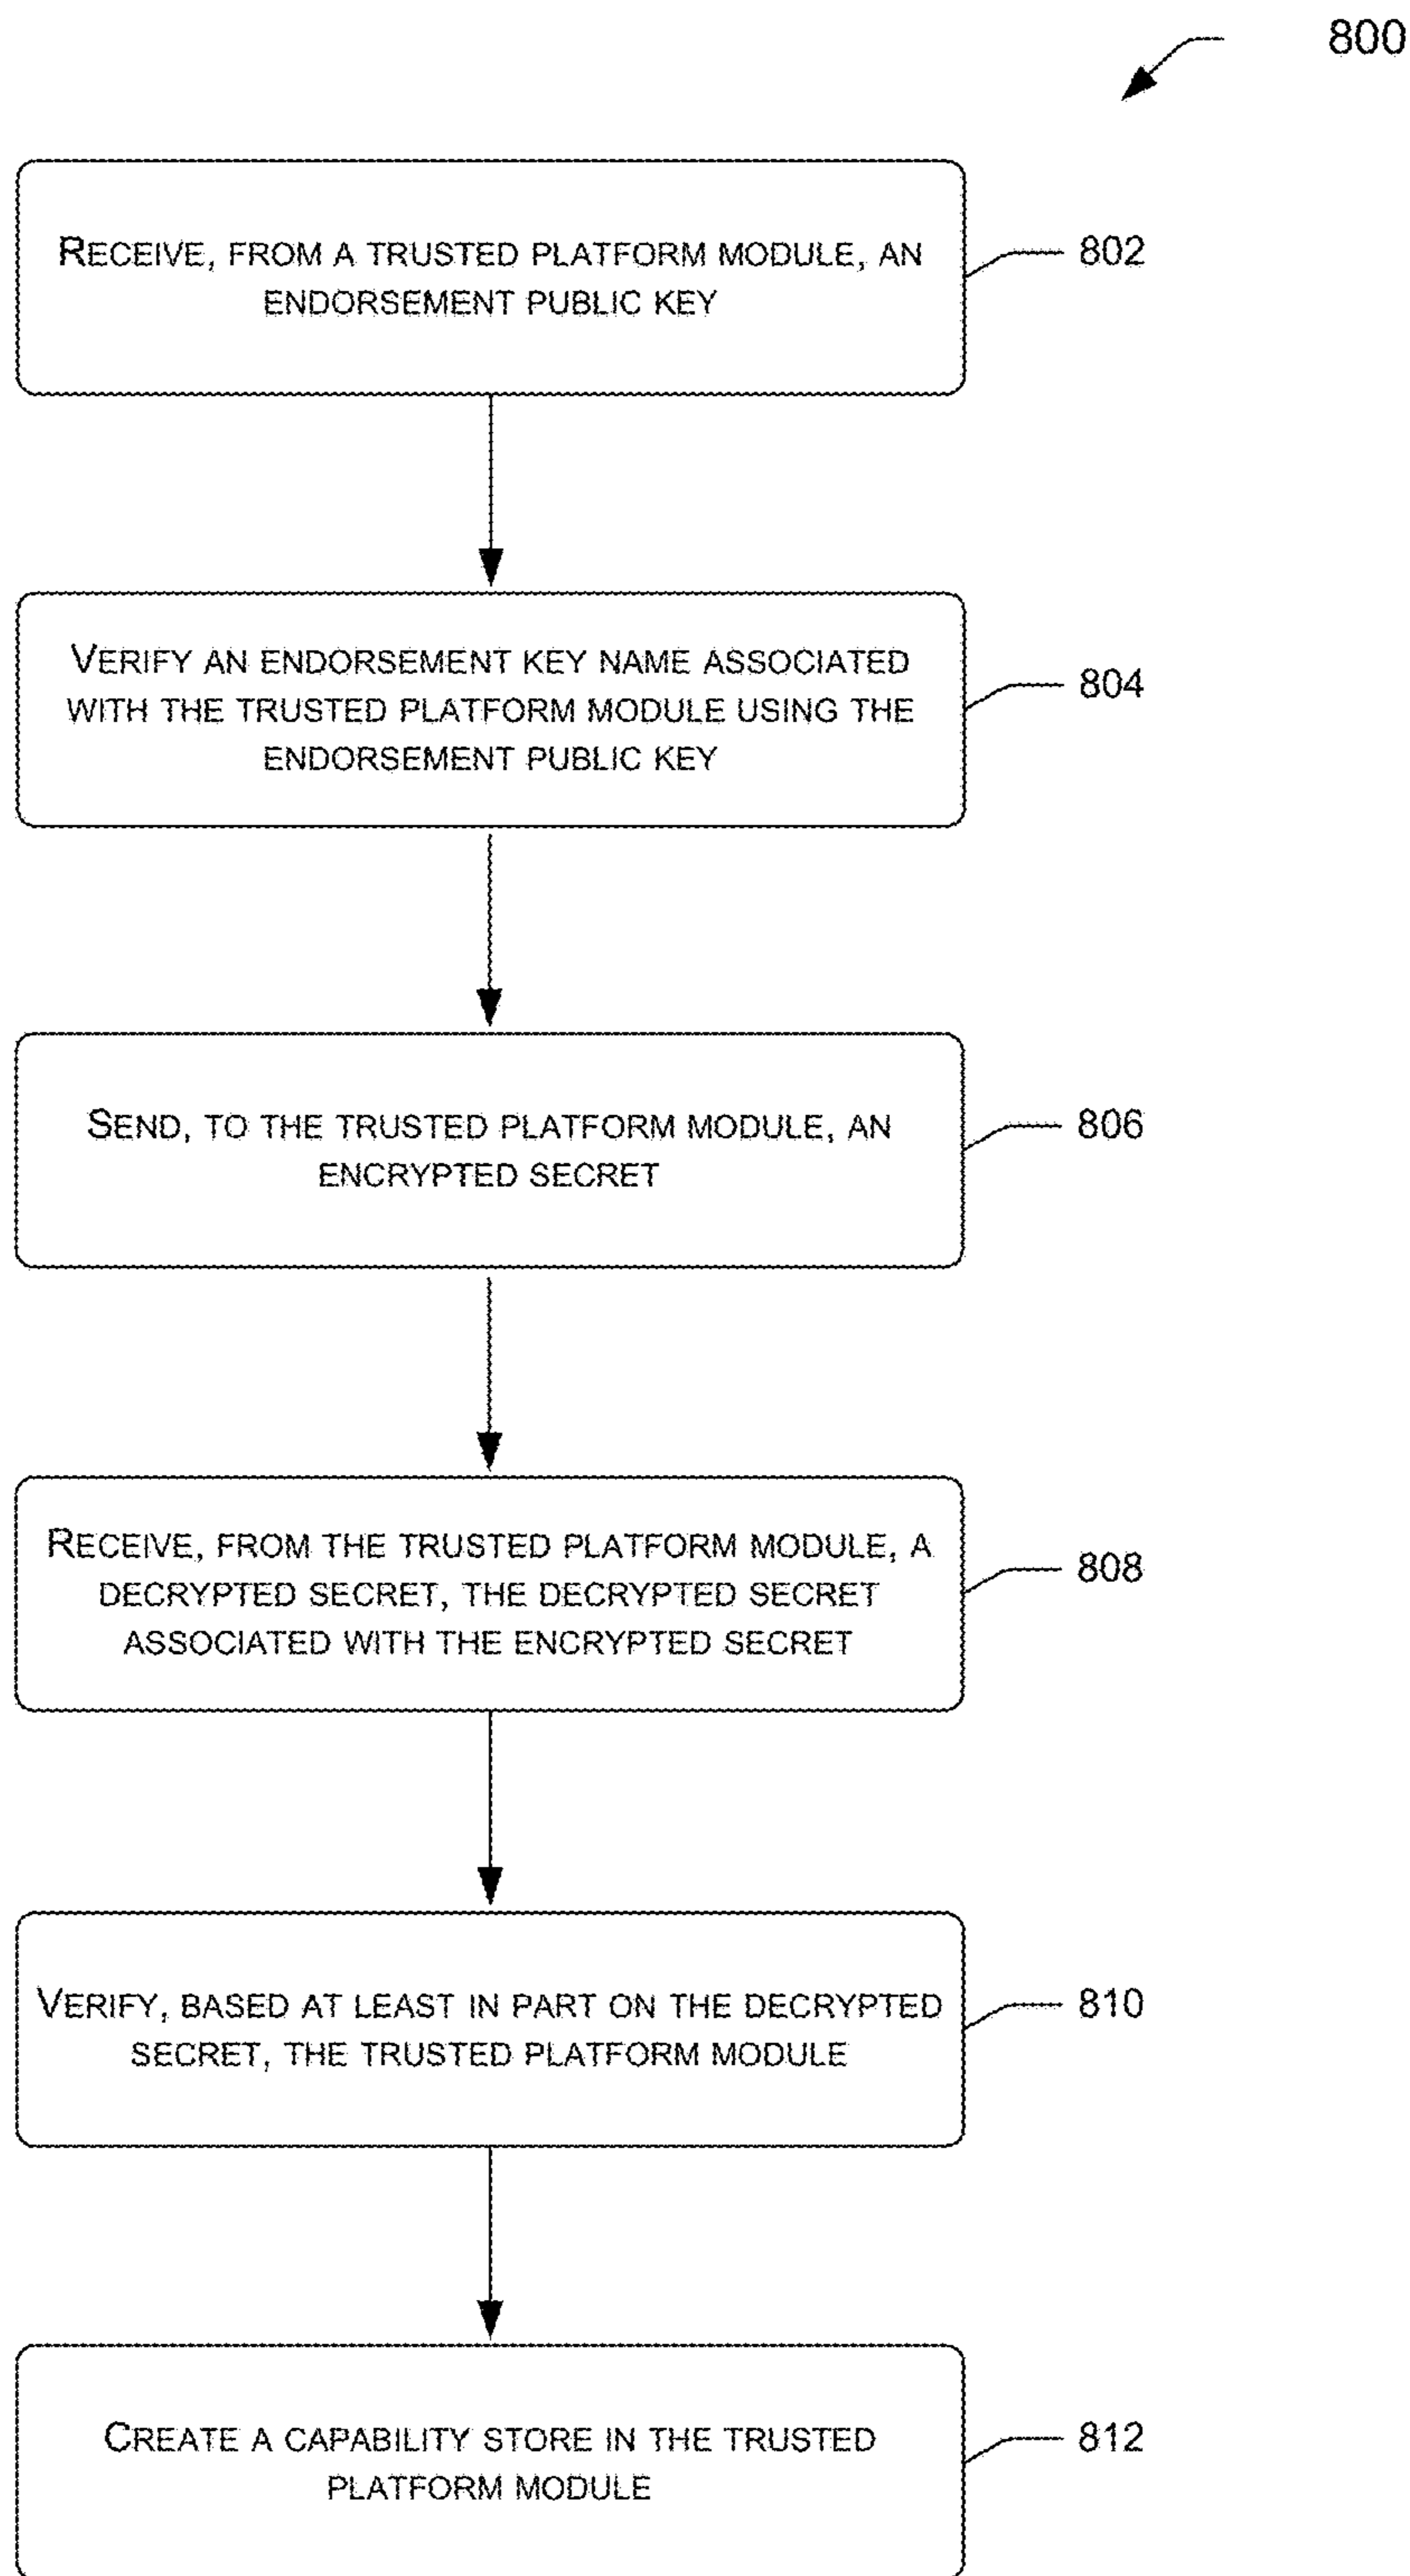 800
RECEIVE, FROM A TRUSTED PLATFORM MODULE, AN
ENDORSEMENT PUBLIC KEY
802
VERIFY AN ENDORSEMENT KEY NAME ASSOCIATED
WITH THE TRUSTED PLATFORM MODULE USING THE
ENDORSEMENT PUBLIC KEY
804
SEND, TO THE TRUSTED PLATFORM MODULE, AN
ENCRYPTED SECRET
806
RECEIVE, FROM THE TRUSTED PLATFORM MODULE, A
DECRYPTED SECRET, THE DECRYPTED SECRET
ASSOCIATED WITH THE ENCRYPTED SECRET
808
VERIFY, BASED AT LEAST IN PART ON THE DECRYPTED
SECRET, THE TRUSTED PLATFORM MODULE
810
CREATE A CAPABILITY STORE IN THE TRUSTED
PLATFORM MODULE
812